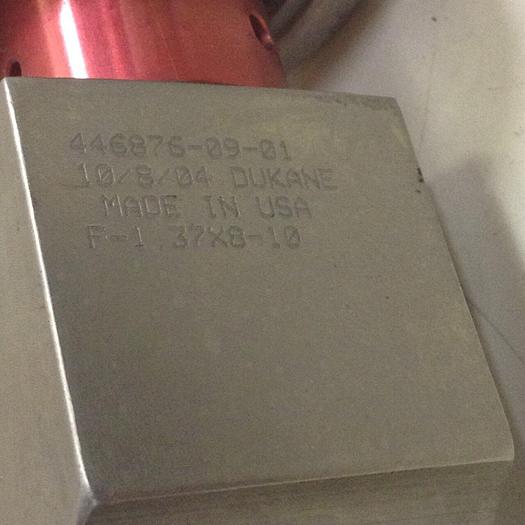 446876-09-01
10/8/04 DUKANE
MADE IN USA
F-1.37X8-10